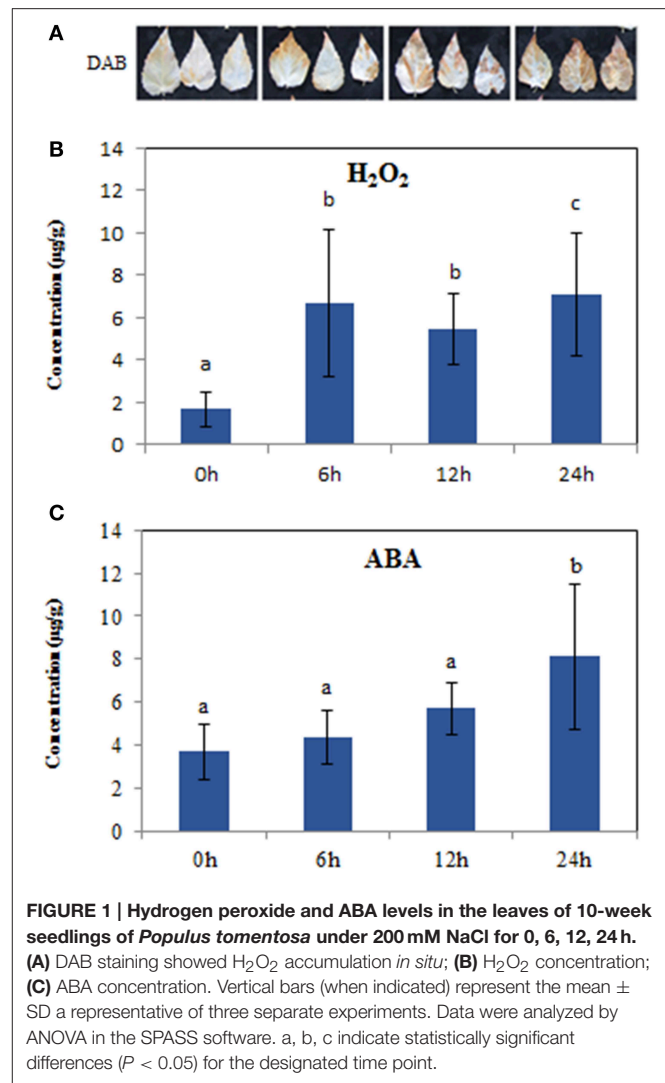 A
DAB
B
14
12
10
8
6
4
2
0
Concentration (µg/g)
H₂O₂
a
b
b
c
0h
6h
12h
24h
C
14
12
10
8
6
4
2
0
Concentration (µg/g)
ABA
a
a
a
b
0h
6h
12h
24h
FIGURE 1 | Hydrogen peroxide and ABA levels in the leaves of 10-week
seedlings of Populus tomentosa under 200 mM NaCl for 0, 6, 12, 24 h.
(A) DAB staining showed H₂O₂ accumulation in situ; (B) H₂O₂ concentration;
(C) ABA concentration. Vertical bars (when indicated) represent the mean ±
SD a representative of three separate experiments. Data were analyzed by
ANOVA in the SPASS software. a, b, c indicate statistically significant
differences (P < 0.05) for the designated time point.